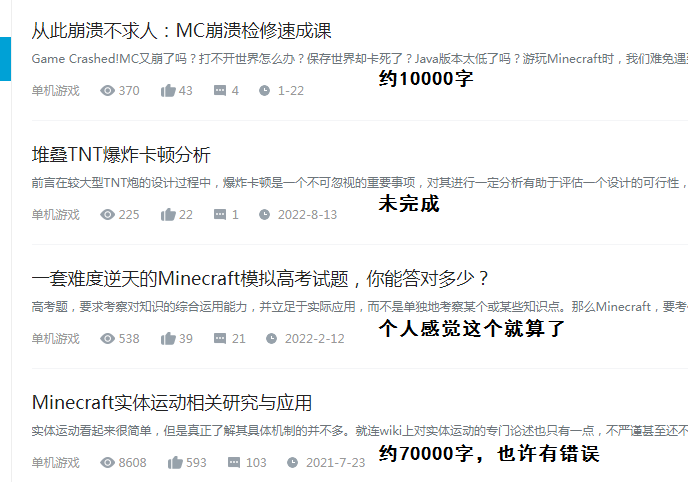 从此崩溃不求人：MC崩溃检修速成课
Game Crashed!MC又崩了吗？打不开世界怎么办？保存世界却卡死了？Java版本太低了吗？游玩Minecraft时，我们难免遇到
约10000字
单机游戏 370 43 4 1-22
堆叠TNT爆炸卡顿分析
前言在较大型TNT炮的设计过程中，爆炸卡顿是一个不可忽视的重要事项，对其进行一定分析有助于评估一个设计的可行性，
未完成
单机游戏 225 22 1 2022-8-13
一套难度逆天的Minecraft模拟高考试题，你能答对多少？
高考题，要求考察对知识的综合运用能力，并立足于实际应用，而不是单独地考察某个或某些知识点。那么Minecraft，要考
个人感觉这个就算了
单机游戏 538 39 21 2022-2-12
Minecraft实体运动相关研究与应用
实体运动看起来很简单，但是真正了解其具体机制的并不多。就连wiki上对实体运动的专门论述也只有一点，不严谨甚至还不
约70000字，也许有错误
单机游戏 8608 593 103 2021-7-23